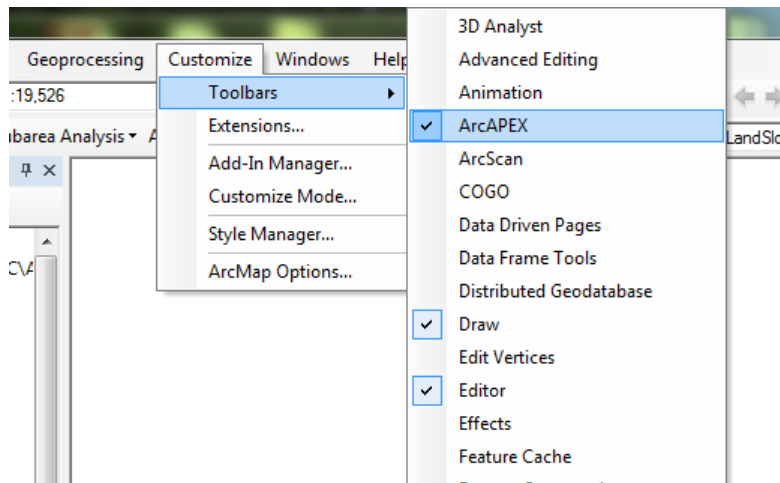 3D Analyst
Geoprocessing Customize Windows Help
Advanced Editing
:19,526
Toolbars
Animation
Extensions...
ArcAPEX
Analysis
ArcScan
Add-In Manager...
COGO
Customize Mode...
Data Driven Pages
Style Manager...
Data Frame Tools
ArcMap Options...
Distributed Geodatabase
Draw
Edit Vertices
Editor
Effects
Feature Cache